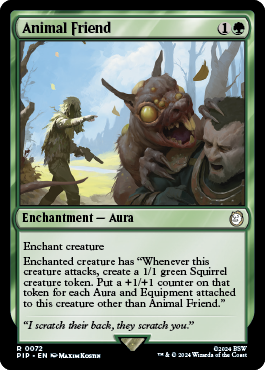 Animal Friend 1
Enchantment — Aura
Enchant creature
Enchanted creature has “Whenever this
creature attacks, create a 1/1 green Squirrel
creature token. Put a +1/+1 counter on that
token for each Aura and Equipment attached
to this creature other than Animal Friend.”
“I scratch their back, they scratch you.”
R 0072 ©2024 BSW
PIP • EN Maxim Kostin ™ & © 2024 Wizards of the Coast